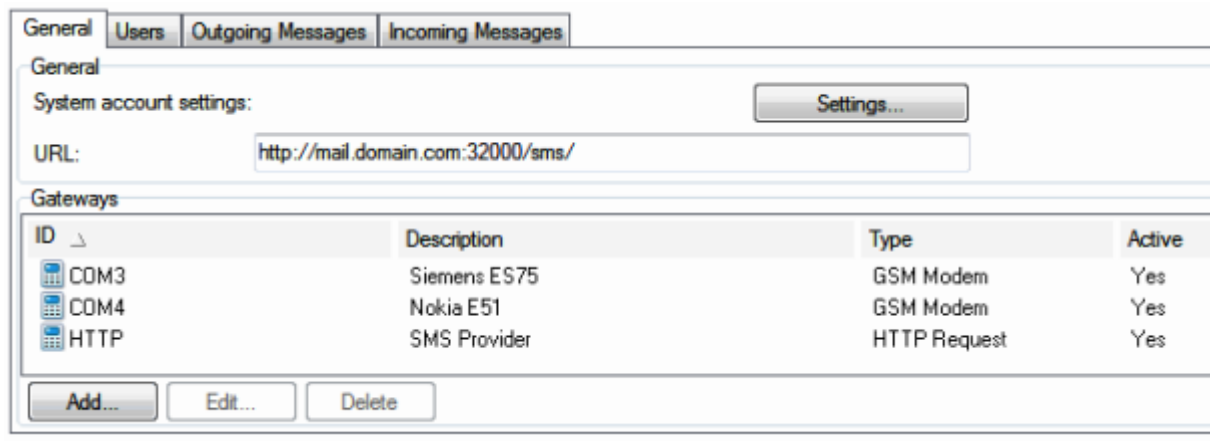 General Users Outgoing Messages Incoming Messages
General
System account settings: Settings...
URL: http://mail.domain.com:32000/sms/
Gateways
ID Description Type Active
COM3 Siemens ES75 GSM Modem Yes
COM4 Nokia E51 GSM Modem Yes
HTTP SMS Provider HTTP Request Yes
Add... Edit... Delete